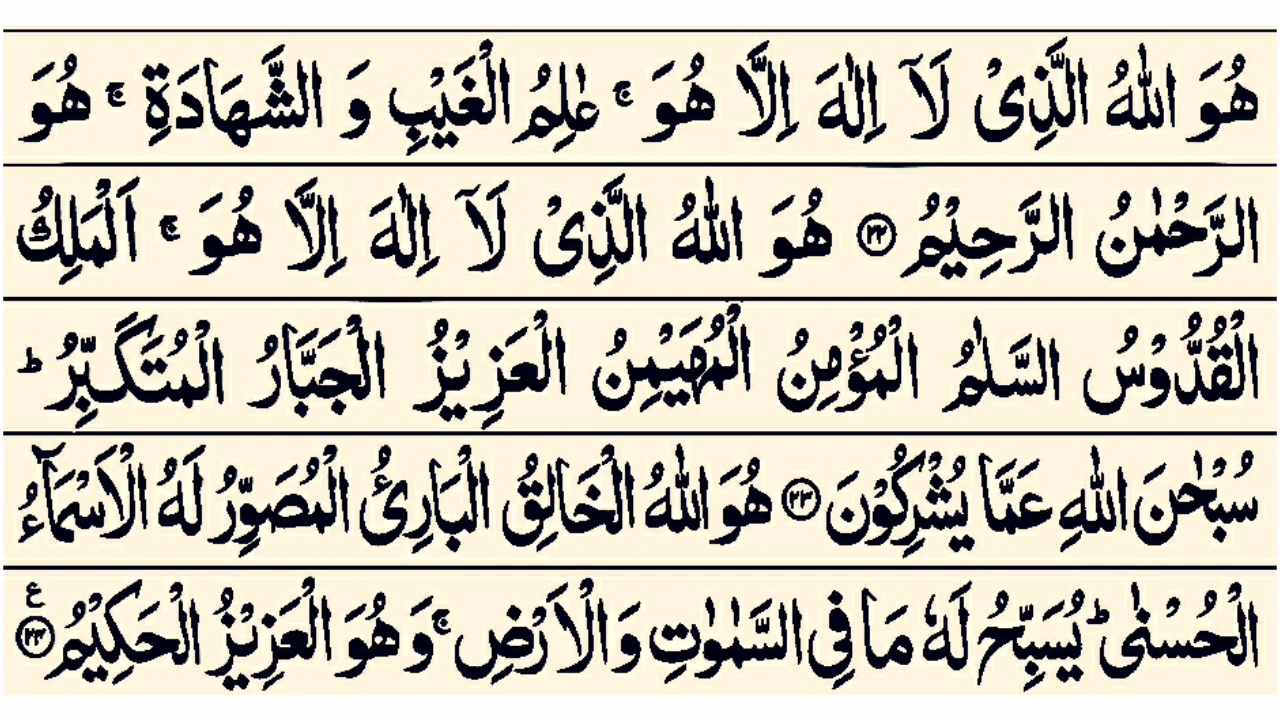 هُوَ اللّٰهُ الَّذِیْ لَاۤ اِلٰهَ اِلَّا هُوَ ۚ عٰلِمُ الْغَیْبِ وَ الشَّهَادَةِ ۚ هُوَ
الرَّحْمٰنُ الرَّحِیْمُ ۝۲۲ هُوَ اللّٰهُ الَّذِیْ لَاۤ اِلٰهَ اِلَّا هُوَ ۚ اَلْمَلِكُ
الْقُدُّوْسُ السَّلٰمُ الْمُؤْمِنُ الْمُهَیْمِنُ الْعَزِیْزُ الْجَبَّارُ الْمُتَكَبِّرُ ؕ
سُبْحٰنَ اللّٰهِ عَمَّا یُشْرِكُوْنَ ۝۲۳ هُوَ اللّٰهُ الْخَالِقُ الْبَارِئُ الْمُصَوِّرُ لَهُ الْاَسْمَآءُ
الْحُسْنٰى ؕ یُسَبِّحُ لَهٗ مَا فِی السَّمٰوٰتِ وَ الْاَرْضِ ۚ وَ هُوَ الْعَزِیْزُ الْحَكِیْمُ ۝۲۳ ع